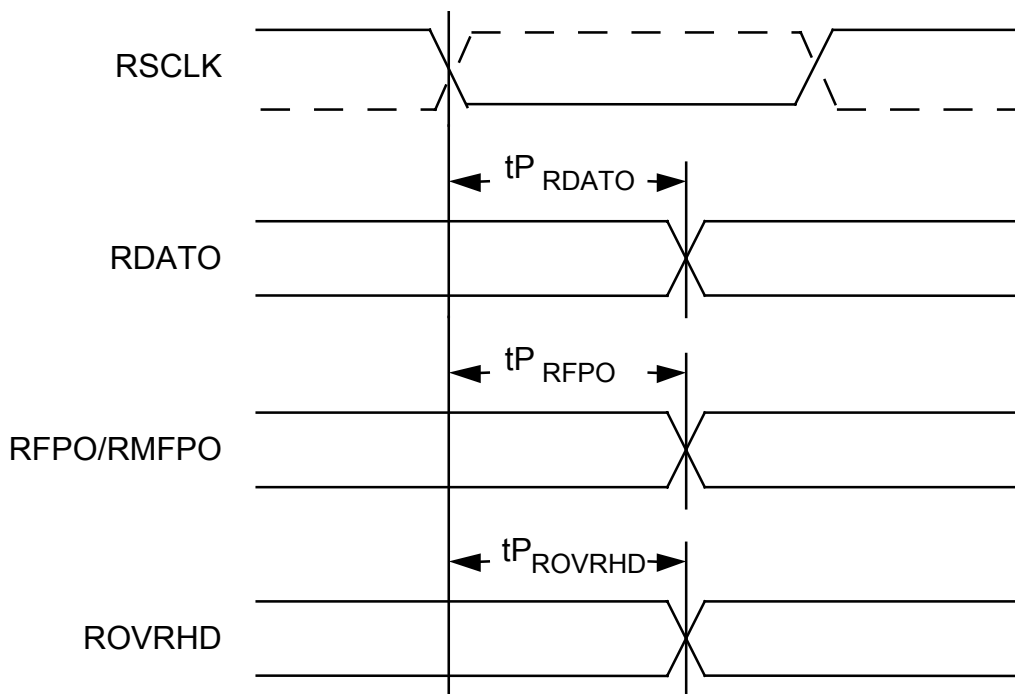 RSCLK
tP RDATO
RDATO
tP RFPO
RFPO/RMFPO
tP ROVRHD
ROVRHD